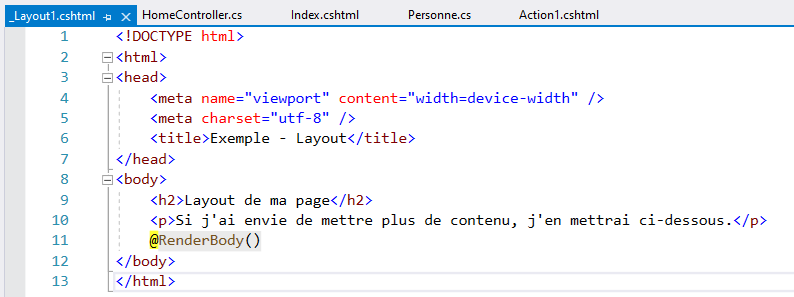 _Layout1.cshtml HomeController.cs Index.cshtml Personne.cs Action1.cshtml
1 <!DOCTYPE html>
2 <html>
3 <head>
4 <meta name="viewport" content="width=device-width" />
5 <meta charset="utf-8" />
6 <title>Exemple - Layout</title>
7 </head>
8 <body>
9 <h2>Layout de ma page</h2>
10 <p>Si j'ai envie de mettre plus de contenu, j'en mettrai ci-dessous.</p>
11 @RenderBody()
12 </body>
13 </html>